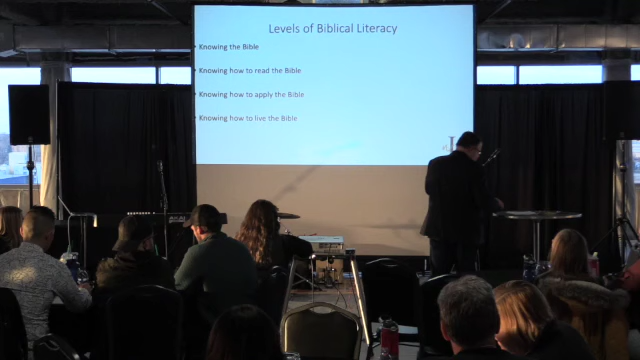 Levels of Biblical Literacy
• Knowing the Bible
• Knowing how to read the Bible
• Knowing how to apply the Bible
• Knowing how to live the Bible